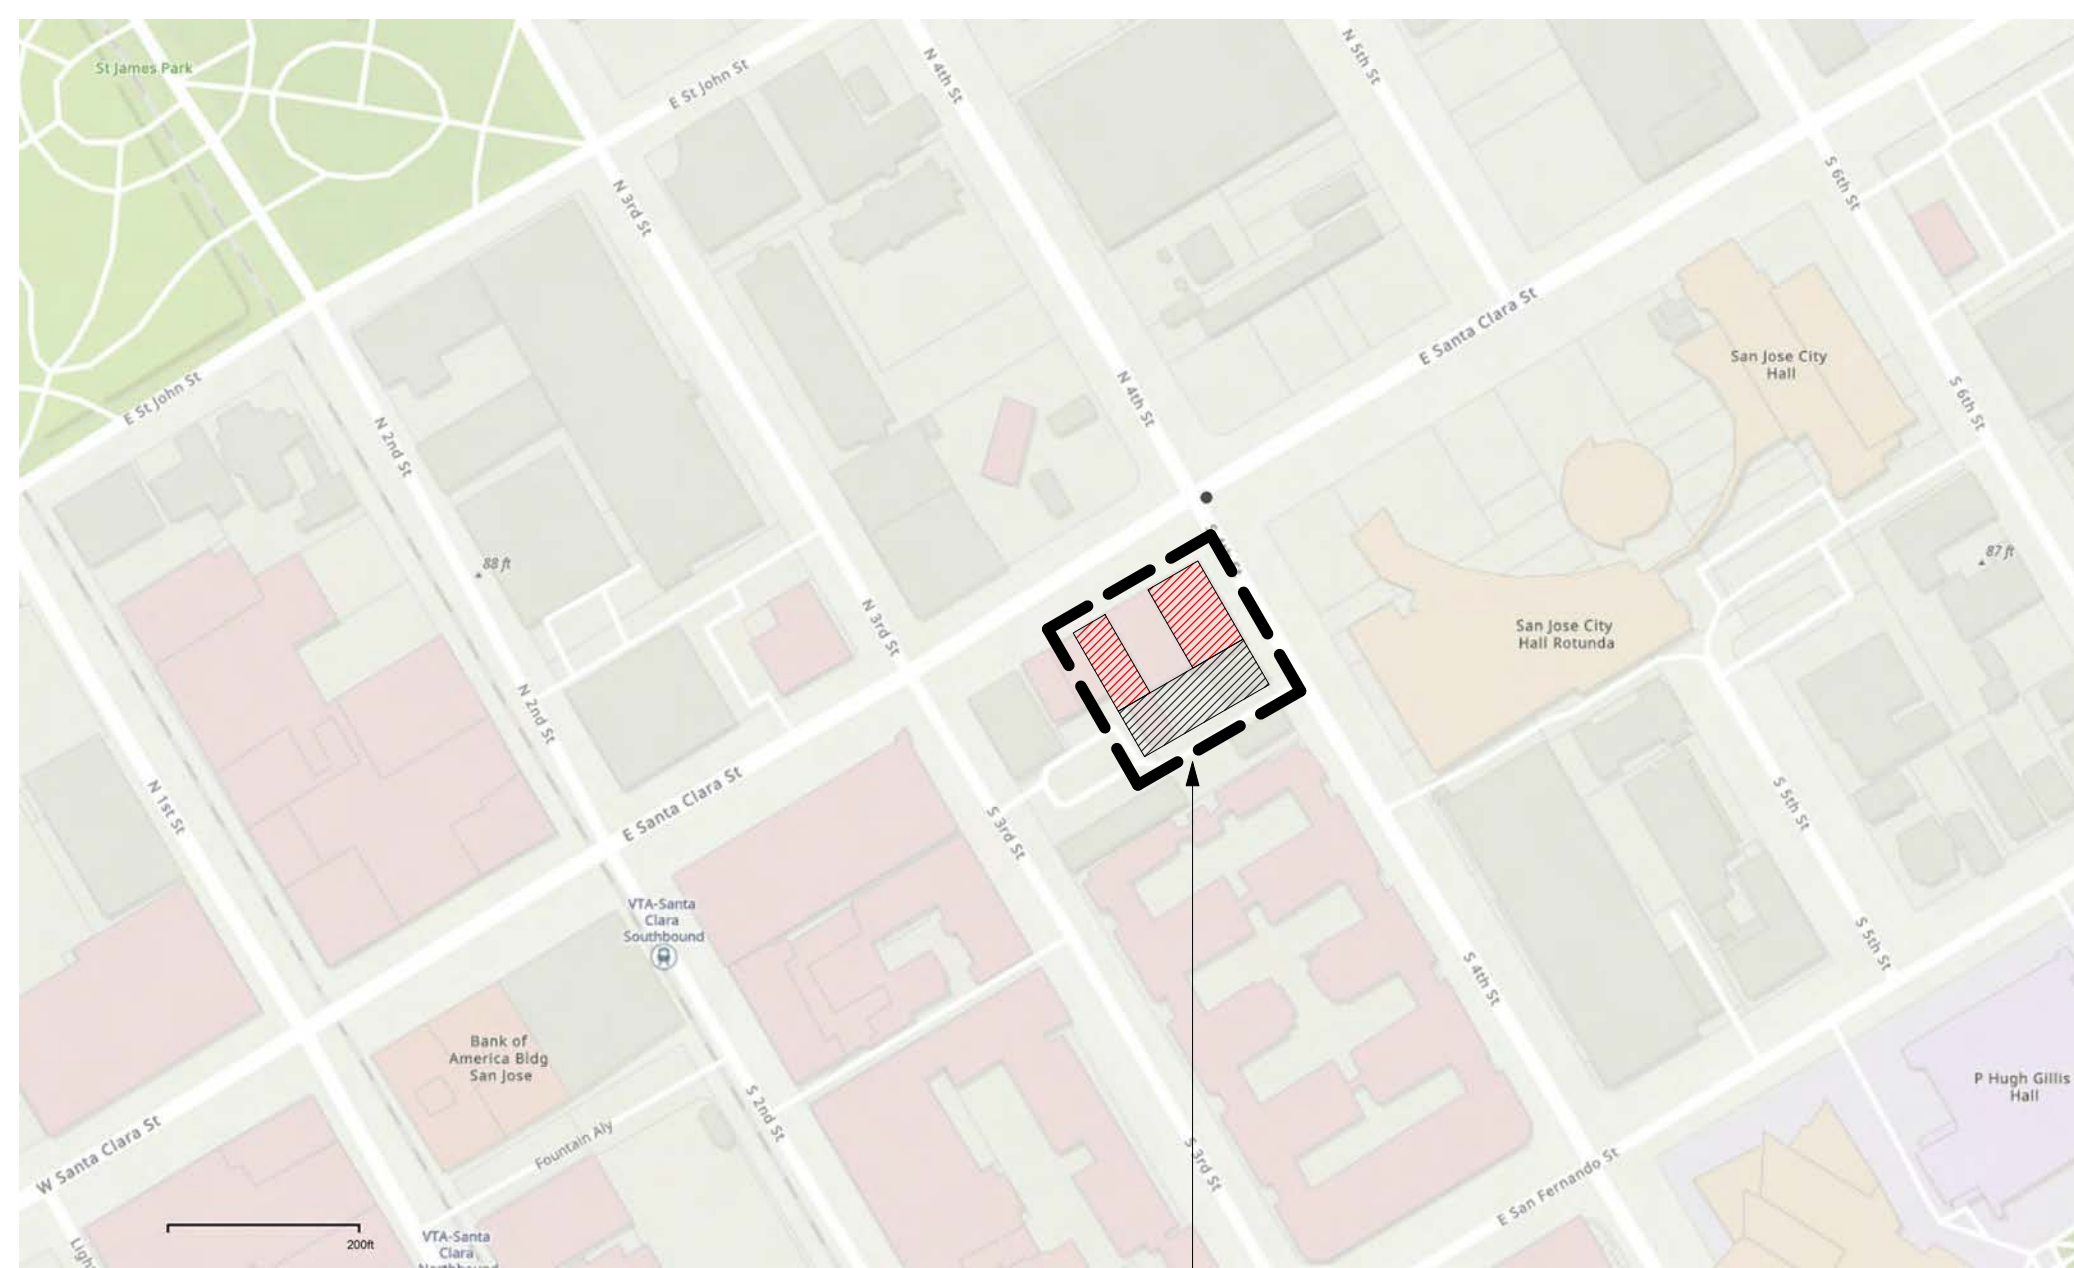 St James Park
E St John St
N 4th St
N 5th St
S 6th St
N 3rd St
E Santa Clara St
San Jose City
Hall
E St John St
N 2nd St
N 4th St
S 6th St
88 ft
87 ft
N 3rd St
San Jose City
Hall Rotunda
N 2nd St
N 1st St
E Santa Clara St
S 3rd St
S 5th St
VTA-Santa
Clara
Southbound
S 5th St
S 4th St
Bank of
America Bldg
San Jose
P Hugh Gillis
Hall
S 2nd St
Fountain Aly
W Santa Clara St
S 3rd St
E San Fernando St
200ft
VTA-Santa
Clara